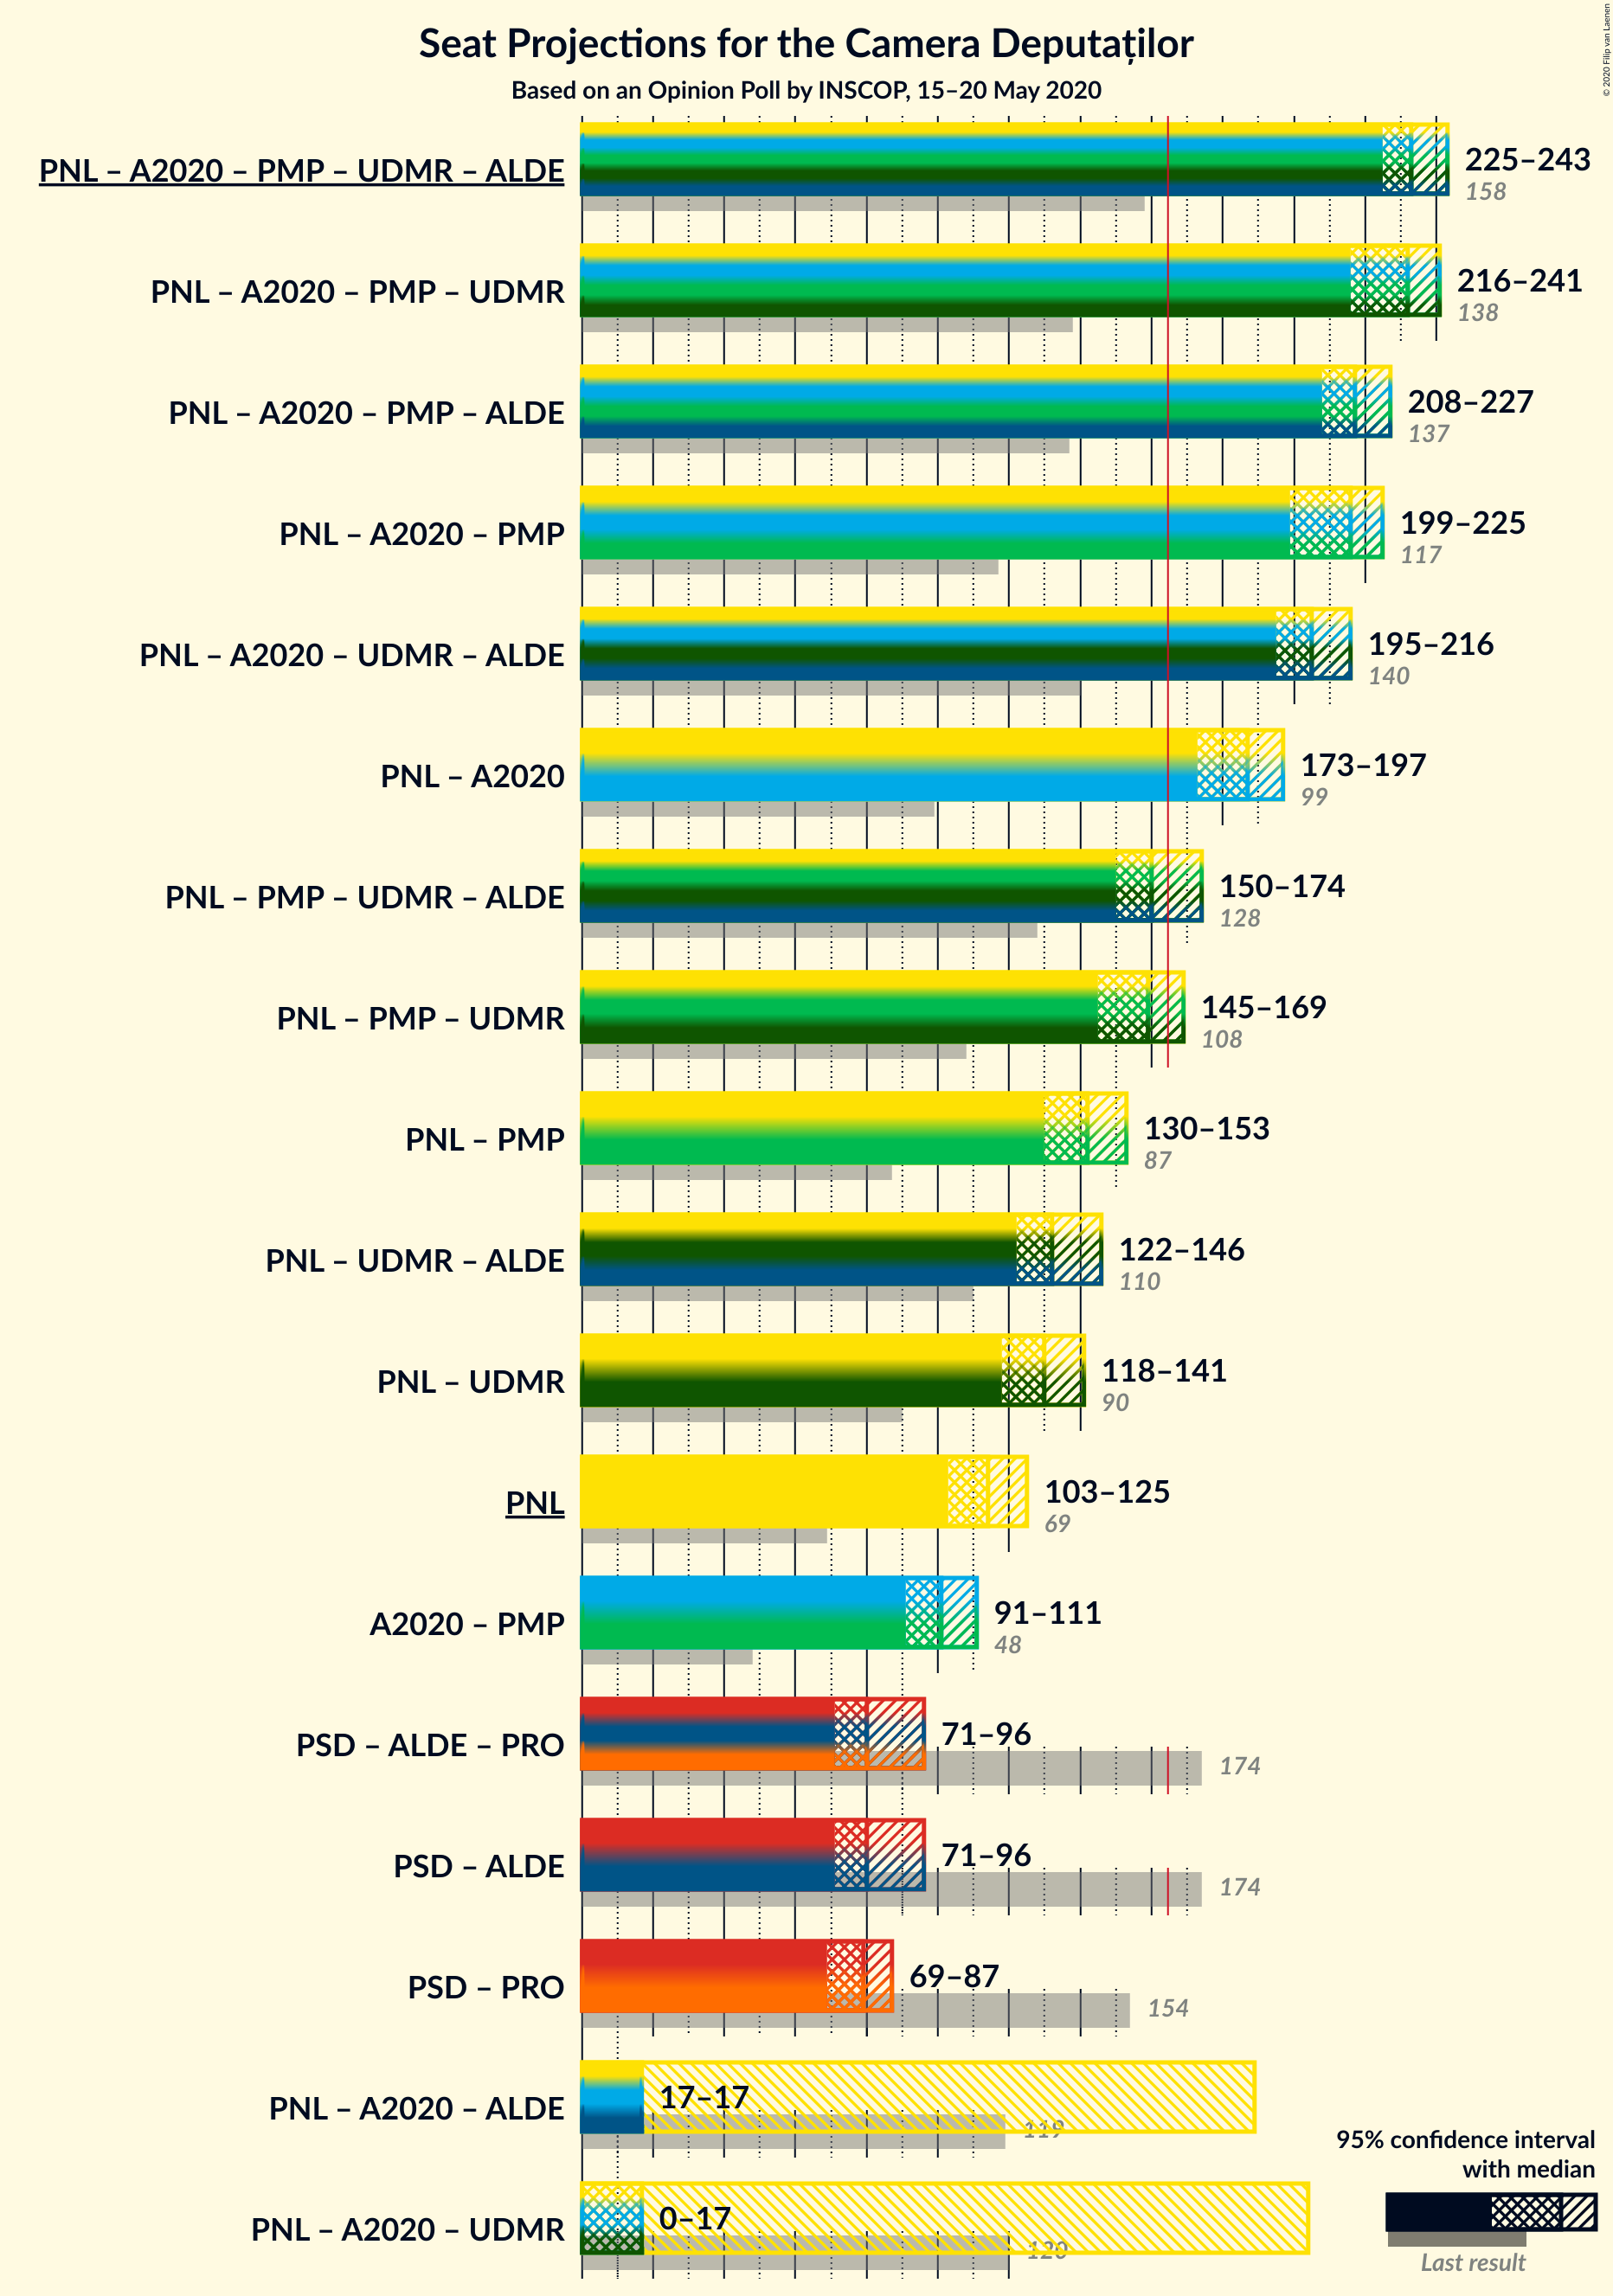 Seat Projections for the Camera Deputaților
Based on an Opinion Poll by INSCOP, 15–20 May 2020
© 2020 Filip van Laenen
PNL – A2020 – PMP – UDMR – ALDE
225–243
158
PNL – A2020 – PMP – UDMR
216–241
138
PNL – A2020 – PMP – ALDE
208–227
137
PNL – A2020 – PMP
199–225
117
PNL – A2020 – UDMR – ALDE
195–216
140
PNL – A2020
173–197
99
PNL – PMP – UDMR – ALDE
150–174
128
PNL – PMP – UDMR
145–169
108
PNL – PMP
130–153
87
PNL – UDMR – ALDE
122–146
110
PNL – UDMR
118–141
90
PNL
103–125
69
A2020 – PMP
91–111
48
PSD – ALDE – PRO
71–96
174
PSD – ALDE
71–96
174
PSD – PRO
69–87
154
PNL – A2020 – ALDE
17–17
119
PNL – A2020 – UDMR
0–17
120
95% confidence interval
with median
Last result